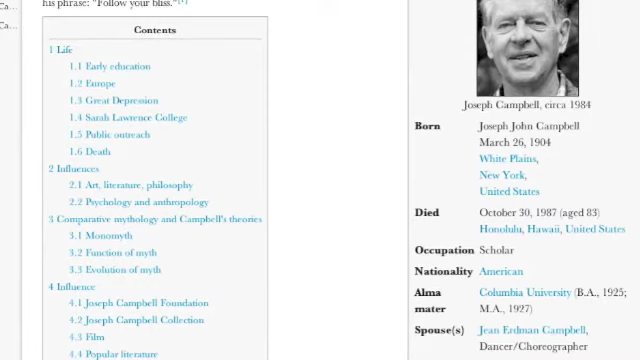 Ca...
Ca...
his phrase: "Follow your bliss."
Contents
1 Life
1.1 Early education
1.2 Europe
1.3 Great Depression
1.4 Sarah Lawrence College
1.5 Public outreach
1.6 Death
2 Influences
2.1 Art, literature, philosophy
2.2 Psychology and anthropology
3 Comparative mythology and Campbell's theories
3.1 Monomyth
3.2 Function of myth
3.3 Evolution of myth
4 Influence
4.1 Joseph Campbell Foundation
4.2 Joseph Campbell Collection
4.3 Film
4.4 Popular literature
Joseph Campbell, circa 1984
Born Joseph John Campbell
March 26, 1904
White Plains,
New York,
United States
Died October 30, 1987 (aged 83)
Honolulu, Hawaii, United States
Occupation Scholar
Nationality American
Alma Columbia University (B.A., 1925;
mater M.A., 1927)
Spouse(s) Jean Erdman Campbell,
Dancer/Choreographer